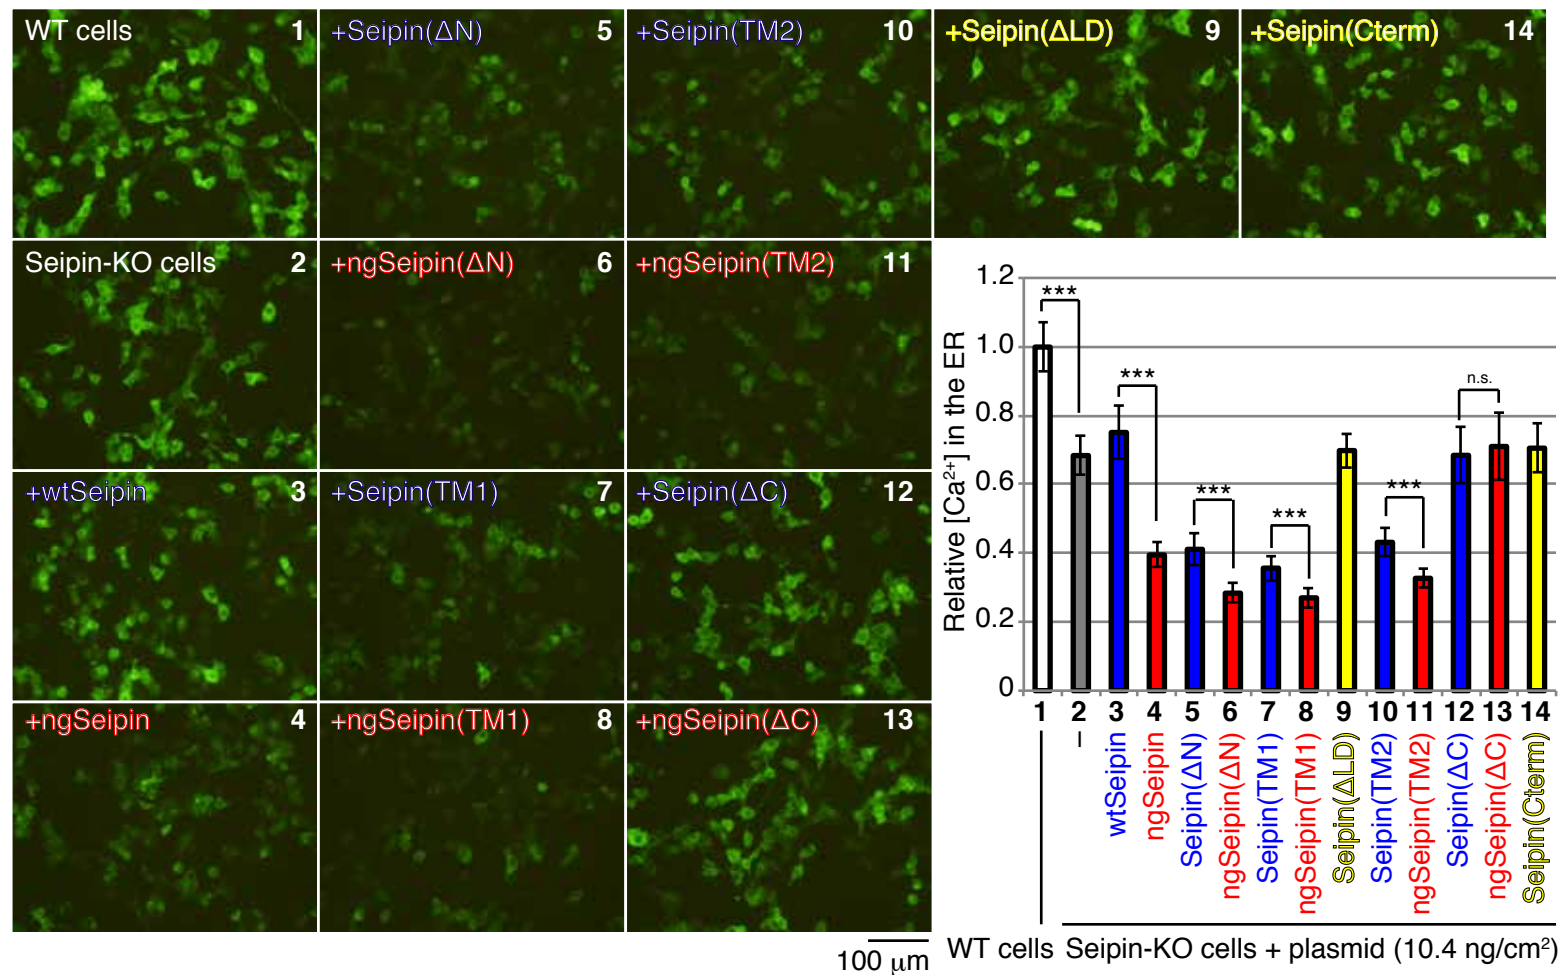 WT cells 1
+Seipin(ΔN) 5
+Seipin(TM2) 10
+Seipin(ΔLD) 9
+Seipin(Cterm) 14
Seipin-KO cells 2
+ngSeipin(ΔN) 6
+ngSeipin(TM2) 11
+wtSeipin 3
+Seipin(TM1) 7
+Seipin(ΔC) 12
+ngSeipin 4
+ngSeipin(TM1) 8
+ngSeipin(ΔC) 13
100 μm
Relative [Ca²⁺] in the ER
1.2
1.0
0.8
0.6
0.4
0.2
0
***
***
***
***
***
n.s.
1 2 3 4 5 6 7 8 9 10 11 12 13 14
–
wtSeipin
ngSeipin
Seipin(ΔN)
ngSeipin(ΔN)
Seipin(TM1)
ngSeipin(TM1)
Seipin(ΔLD)
Seipin(TM2)
ngSeipin(TM2)
Seipin(ΔC)
ngSeipin(ΔC)
Seipin(Cterm)
WT cells Seipin-KO cells + plasmid (10.4 ng/cm²)